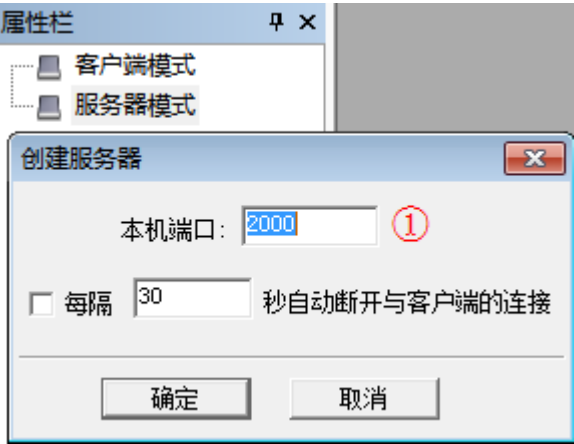 属性栏
客户端模式
服务器模式
创建服务器
本机端口: 2000 ①
每隔 30 秒自动断开与客户端的连接
确定 取消